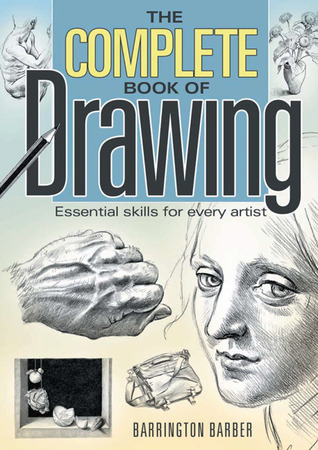 THE
COMPLETE
BOOK OF
Drawing
Essential skills for every artist
BARRINGTON BARBER